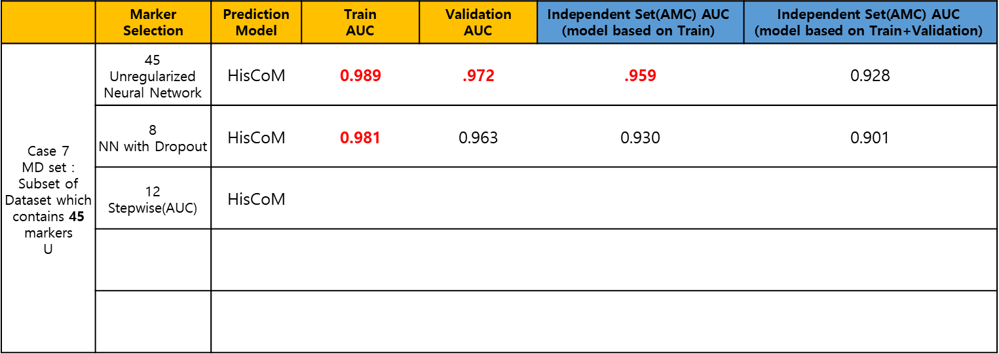 Marker
Selection
Prediction
Model
Train
AUC
Validation
AUC
Independent Set(AMC) AUC
(model based on Train)
Independent Set(AMC) AUC
(model based on Train+Validation)
Case 7
MD set :
Subset of
Dataset which
contains 45
markers
U
45
Unregularized
Neural Network
HisCoM
0.989
.972
.959
0.928
8
NN with Dropout
HisCoM
0.981
0.963
0.930
0.901
12
Stepwise(AUC)
HisCoM